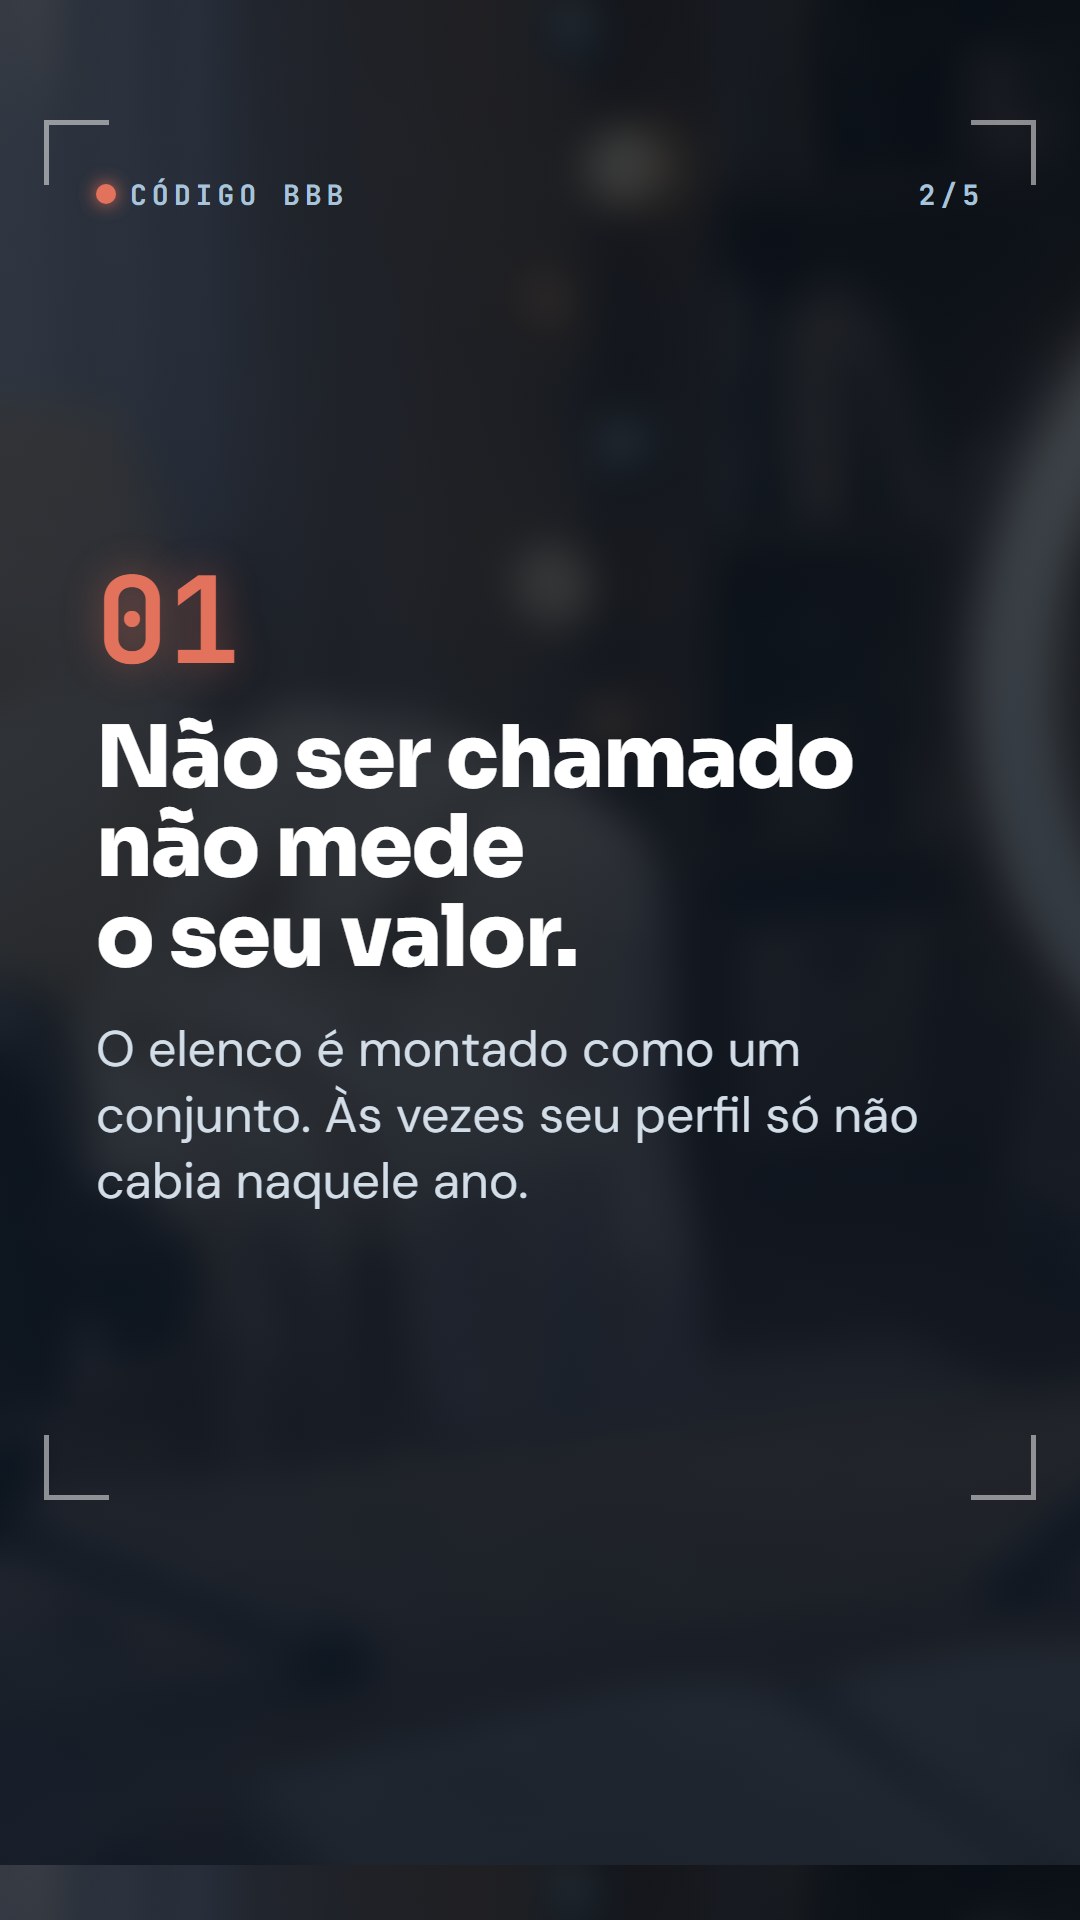 CÓDIGO BBB
2/5
01
Não ser chamado
não mede
o seu valor.
O elenco é montado como um
conjunto. Às vezes seu perfil só não
cabia naquele ano.